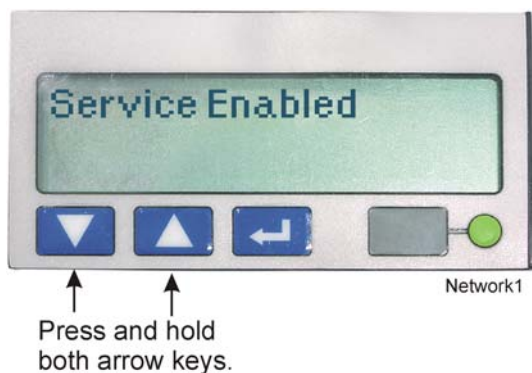 Service Enabled
Network1
Press and hold
both arrow keys.